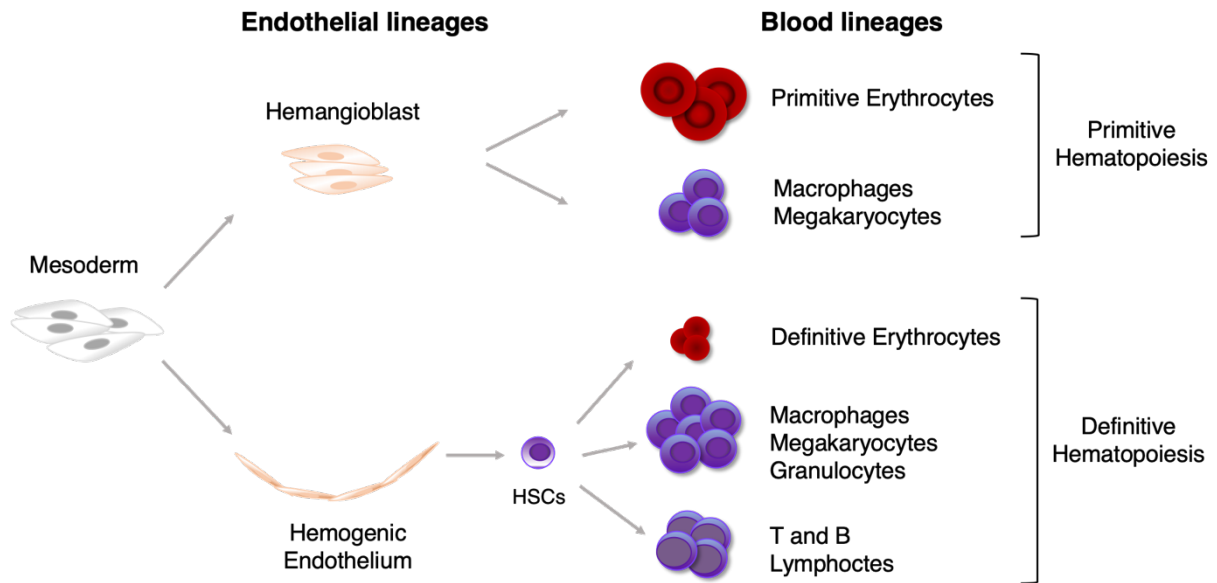 Endothelial lineages
Blood lineages
Hemangioblast
Primitive Erythrocytes
Macrophages
Megakaryocytes
Primitive
Hematopoiesis
Mesoderm
Definitive Erythrocytes
Macrophages
Megakaryocytes
Granulocytes
Definitive
Hematopoiesis
HSCs
Hemogenic
Endothelium
T and B
Lymphoctes